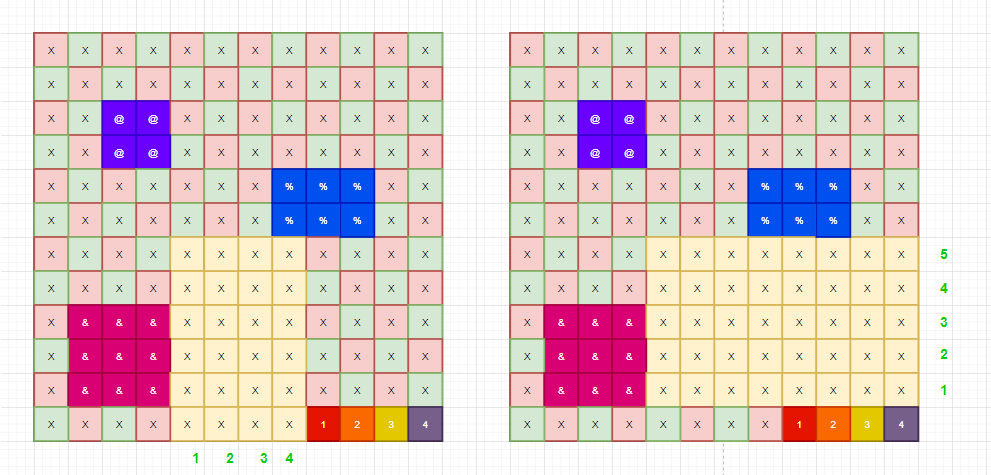 X X X X X X X X X X X X X X X X X X X X X X X X
X X X X X X X X X X X X X X X X X X X X X X X X
X X @ @ X X X X X X X X X X @ @ X X X X X X X X
X X @ @ X X X X X X X X X X @ @ X X X X X X X X
X X X X X X X % % % X X X X X X X X X % % % X X
X X X X X X X % % % X X X X X X X X X % % % X X
X X X X X X X X X X X X X X X X X X X X X X X X 5
X X X X X X X X X X X X X X X X X X X X X X X X 4
X & & & X X X X X X X X X & & & X X X X X X X X 3
X & & & X X X X X X X X X & & & X X X X X X X X 2
X & & & X X X X X X X X X & & & X X X X X X X X 1
X X X X X X X X 1 2 3 4 X X X X X X X X 1 2 3 4
1 2 3 4